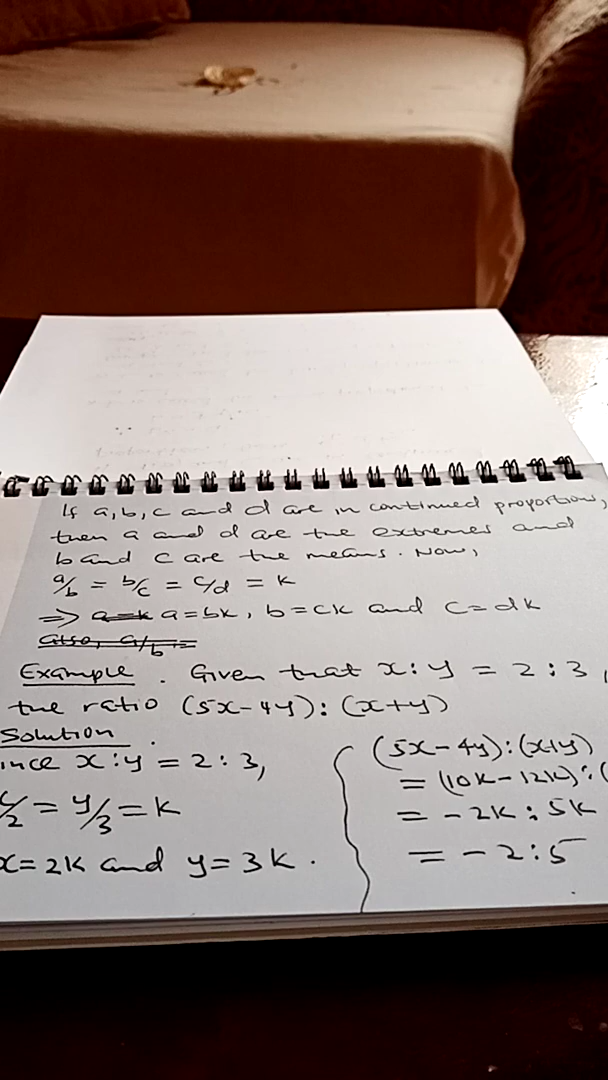 If a, b, c and d are in continued proportion,
then a and d are the extremes and
b and c are the means. Now,
a/b = b/c = c/d = k
=> a=k a=bk, b=ck and c=dk
Also, a/b =
Example. Given that x:y = 2:3,
the ratio (5x-4y):(x+y)
Solution.
ince x:y = 2:3,
/2 = y/3 = k
x=2k and y=3k.
(5x-4y):(x+y)
= (10k-12k):(
= -2k:5k
= -2:5